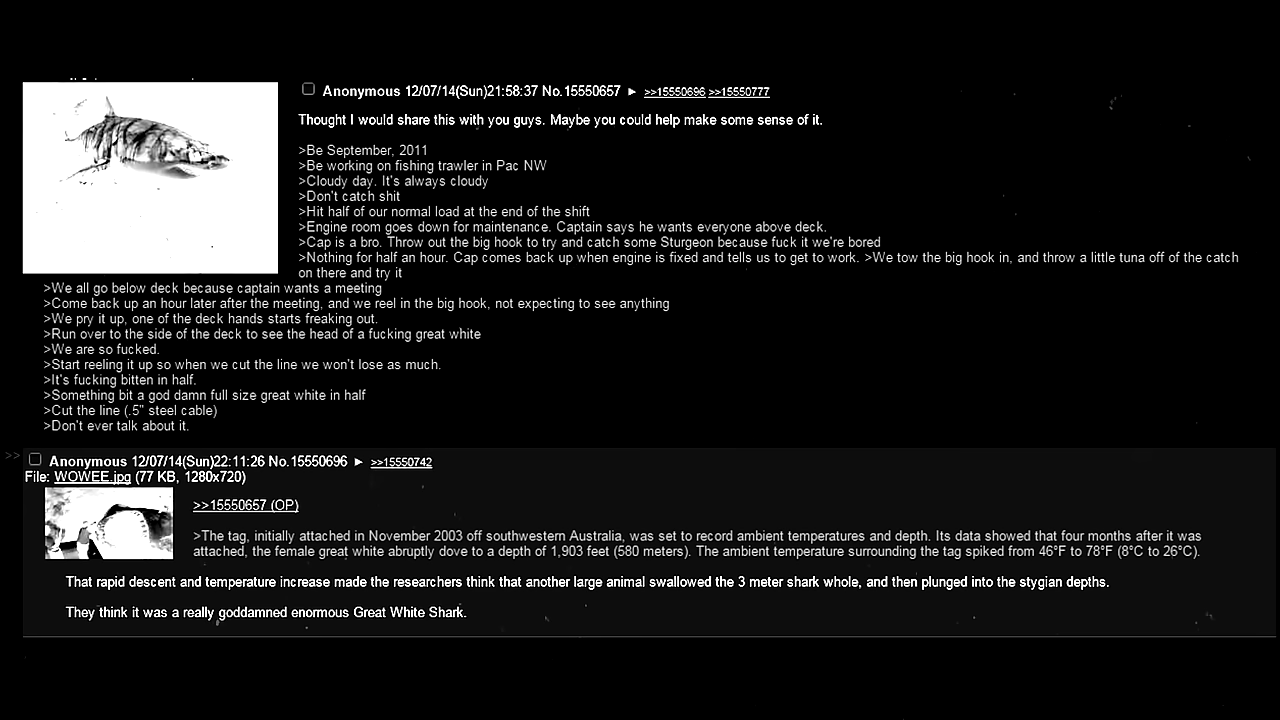 Anonymous 12/07/14(Sun)21:58:37 No.15550657 ► >>15550696 >>15550777
Thought I would share this with you guys. Maybe you could help make some sense of it.
>Be September, 2011
>Be working on fishing trawler in Pac NW
>Cloudy day. It's always cloudy
>Don't catch shit
>Hit half of our normal load at the end of the shift
>Engine room goes down for maintenance. Captain says he wants everyone above deck.
>Cap is a bro. Throw out the big hook to try and catch some Sturgeon because fuck it we're bored
>Nothing for half an hour. Cap comes back up when engine is fixed and tells us to get to work. >We tow the big hook in, and throw a little tuna off of the catch
on there and try it
>We all go below deck because captain wants a meeting
>Come back up an hour later after the meeting, and we reel in the big hook, not expecting to see anything
>We pry it up, one of the deck hands starts freaking out.
>Run over to the side of the deck to see the head of a fucking great white
>We are so fucked.
>Start reeling it up so when we cut the line we won't lose as much.
>It's fucking bitten in half.
>Something bit a god damn full size great white in half
>Cut the line (.5" steel cable)
>Don't ever talk about it.
>> Anonymous 12/07/14(Sun)22:11:26 No.15550696 ► >>15550742
File: WOWEE.jpg (77 KB, 1280x720)
>>15550657 (OP)
>The tag, initially attached in November 2003 off southwestern Australia, was set to record ambient temperatures and depth. Its data showed that four months after it was
attached, the female great white abruptly dove to a depth of 1,903 feet (580 meters). The ambient temperature surrounding the tag spiked from 46°F to 78°F (8°C to 26°C).
That rapid descent and temperature increase made the researchers think that another large animal swallowed the 3 meter shark whole, and then plunged into the stygian depths.
They think it was a really goddamned enormous Great White Shark.